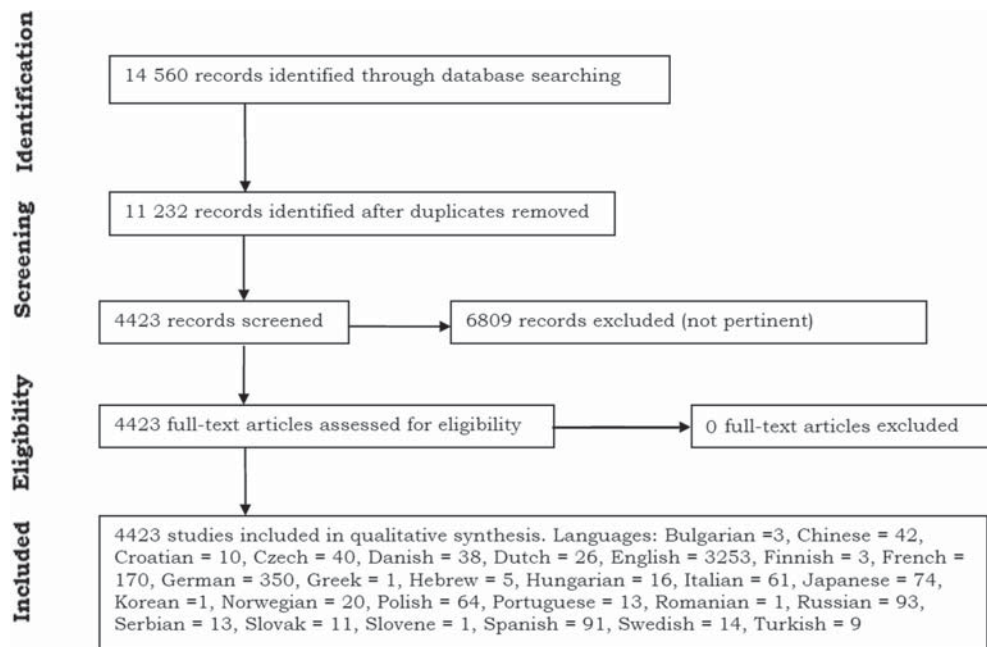 Identification
14 560 records identified through database searching
Screening
11 232 records identified after duplicates removed
4423 records screened
6809 records excluded (not pertinent)
Eligibility
4423 full-text articles assessed for eligibility
0 full-text articles excluded
Included
4423 studies included in qualitative synthesis. Languages: Bulgarian =3, Chinese = 42,
Croatian = 10, Czech = 40, Danish = 38, Dutch = 26, English = 3253, Finnish = 3, French =
170, German = 350, Greek = 1, Hebrew = 5, Hungarian = 16, Italian = 61, Japanese = 74,
Korean =1, Norwegian = 20, Polish = 64, Portuguese = 13, Romanian = 1, Russian = 93,
Serbian = 13, Slovak = 11, Slovene = 1, Spanish = 91, Swedish = 14, Turkish = 9